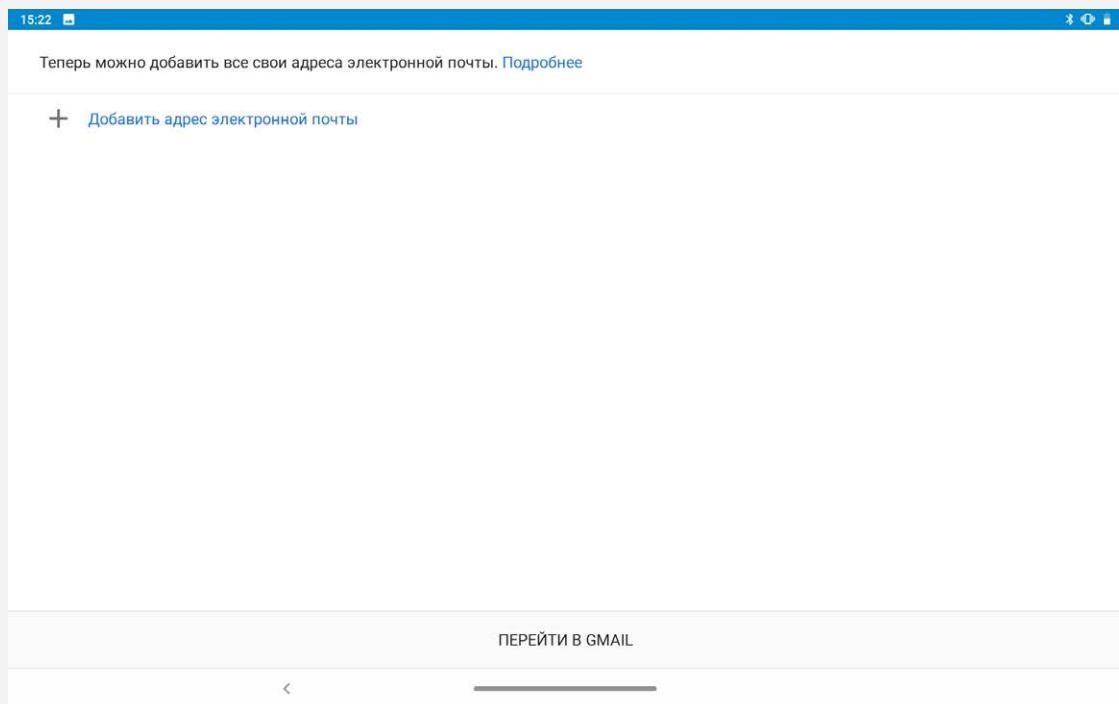 15:22
Теперь можно добавить все свои адреса электронной почты. Подробнее
Добавить адрес электронной почты
ПЕРЕЙТИ В GMAIL